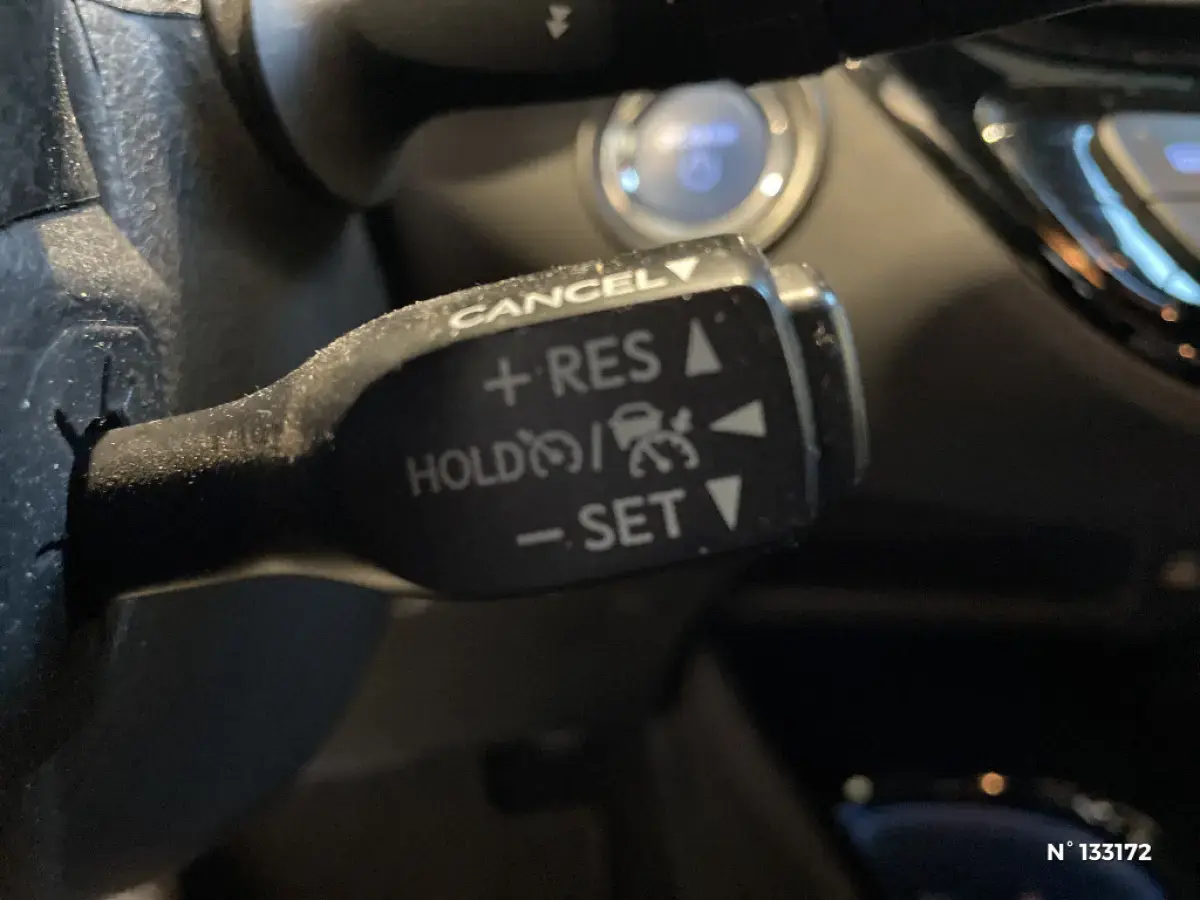 CANCEL
+ RES
HOLD /
- SET
N° 133172